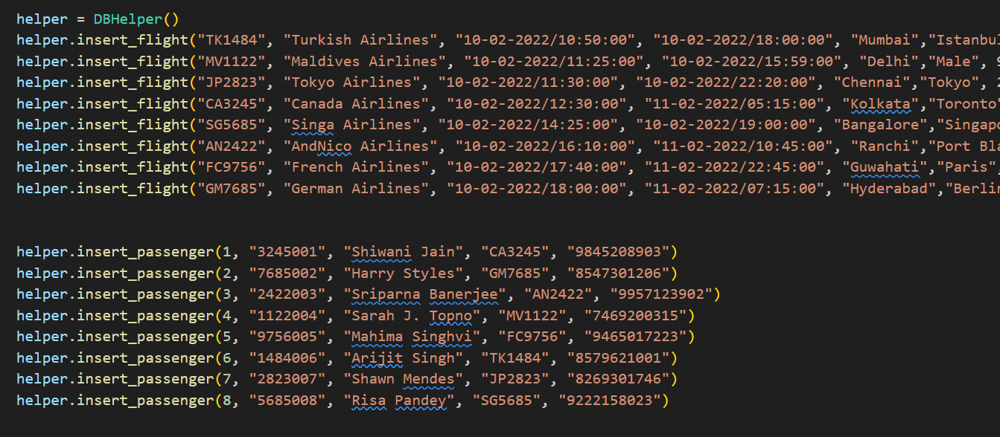 helper = DBHelper()
helper.insert_flight("TK1484", "Turkish Airlines", "10-02-2022/10:50:00", "10-02-2022/18:00:00", "Mumbai","Istanbul
helper.insert_flight("MV1122", "Maldives Airlines", "10-02-2022/11:25:00", "10-02-2022/15:59:00", "Delhi","Male", 9
helper.insert_flight("JP2823", "Tokyo Airlines", "10-02-2022/11:30:00", "10-02-2022/22:20:00", "Chennai","Tokyo", 2
helper.insert_flight("CA3245", "Canada Airlines", "10-02-2022/12:30:00", "11-02-2022/05:15:00", "Kolkata","Toronto"
helper.insert_flight("SG5685", "Singa Airlines", "10-02-2022/14:25:00", "10-02-2022/19:00:00", "Bangalore","Singapo
helper.insert_flight("AN2422", "AndNico Airlines", "10-02-2022/16:10:00", "11-02-2022/10:45:00", "Ranchi","Port Bla
helper.insert_flight("FC9756", "French Airlines", "10-02-2022/17:40:00", "11-02-2022/22:45:00", "Guwahati","Paris",
helper.insert_flight("GM7685", "German Airlines", "10-02-2022/18:00:00", "11-02-2022/07:15:00", "Hyderabad","Berlin
helper.insert_passenger(1, "3245001", "Shiwani Jain", "CA3245", "9845208903")
helper.insert_passenger(2, "7685002", "Harry Styles", "GM7685", "8547301206")
helper.insert_passenger(3, "2422003", "Sriparna Banerjee", "AN2422", "9957123902")
helper.insert_passenger(4, "1122004", "Sarah J. Topno", "MV1122", "7469200315")
helper.insert_passenger(5, "9756005", "Mahima Singhvi", "FC9756", "9465017223")
helper.insert_passenger(6, "1484006", "Arijit Singh", "TK1484", "8579621001")
helper.insert_passenger(7, "2823007", "Shawn Mendes", "JP2823", "8269301746")
helper.insert_passenger(8, "5685008", "Risa Pandey", "SG5685", "9222158023")